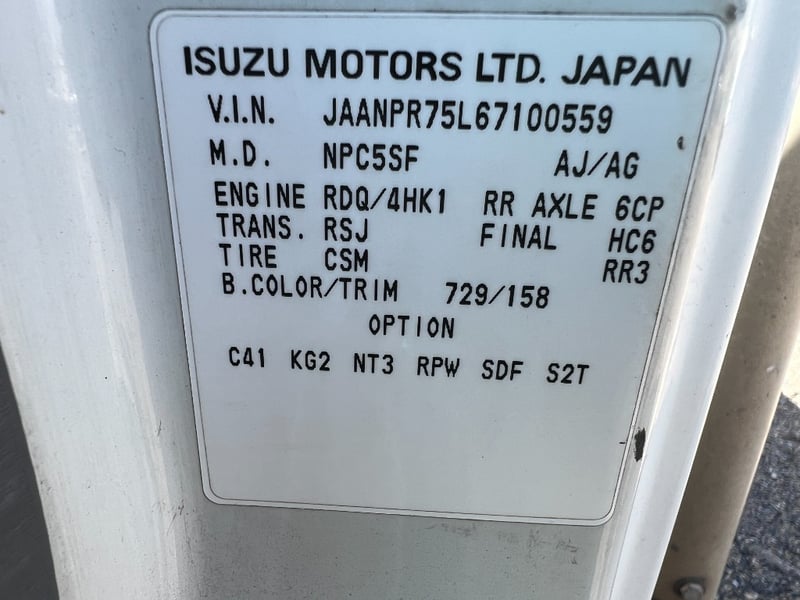 ISUZU MOTORS LTD. JAPAN
V.I.N. JAANPR75L67100559
M.D. NPC5SF AJ/AG
ENGINE RDQ/4HK1 RR AXLE 6CP
TRANS. RSJ FINAL HC6
TIRE CSM RR3
B.COLOR/TRIM 729/158
OPTION
C41 KG2 NT3 RPW SDF S2T